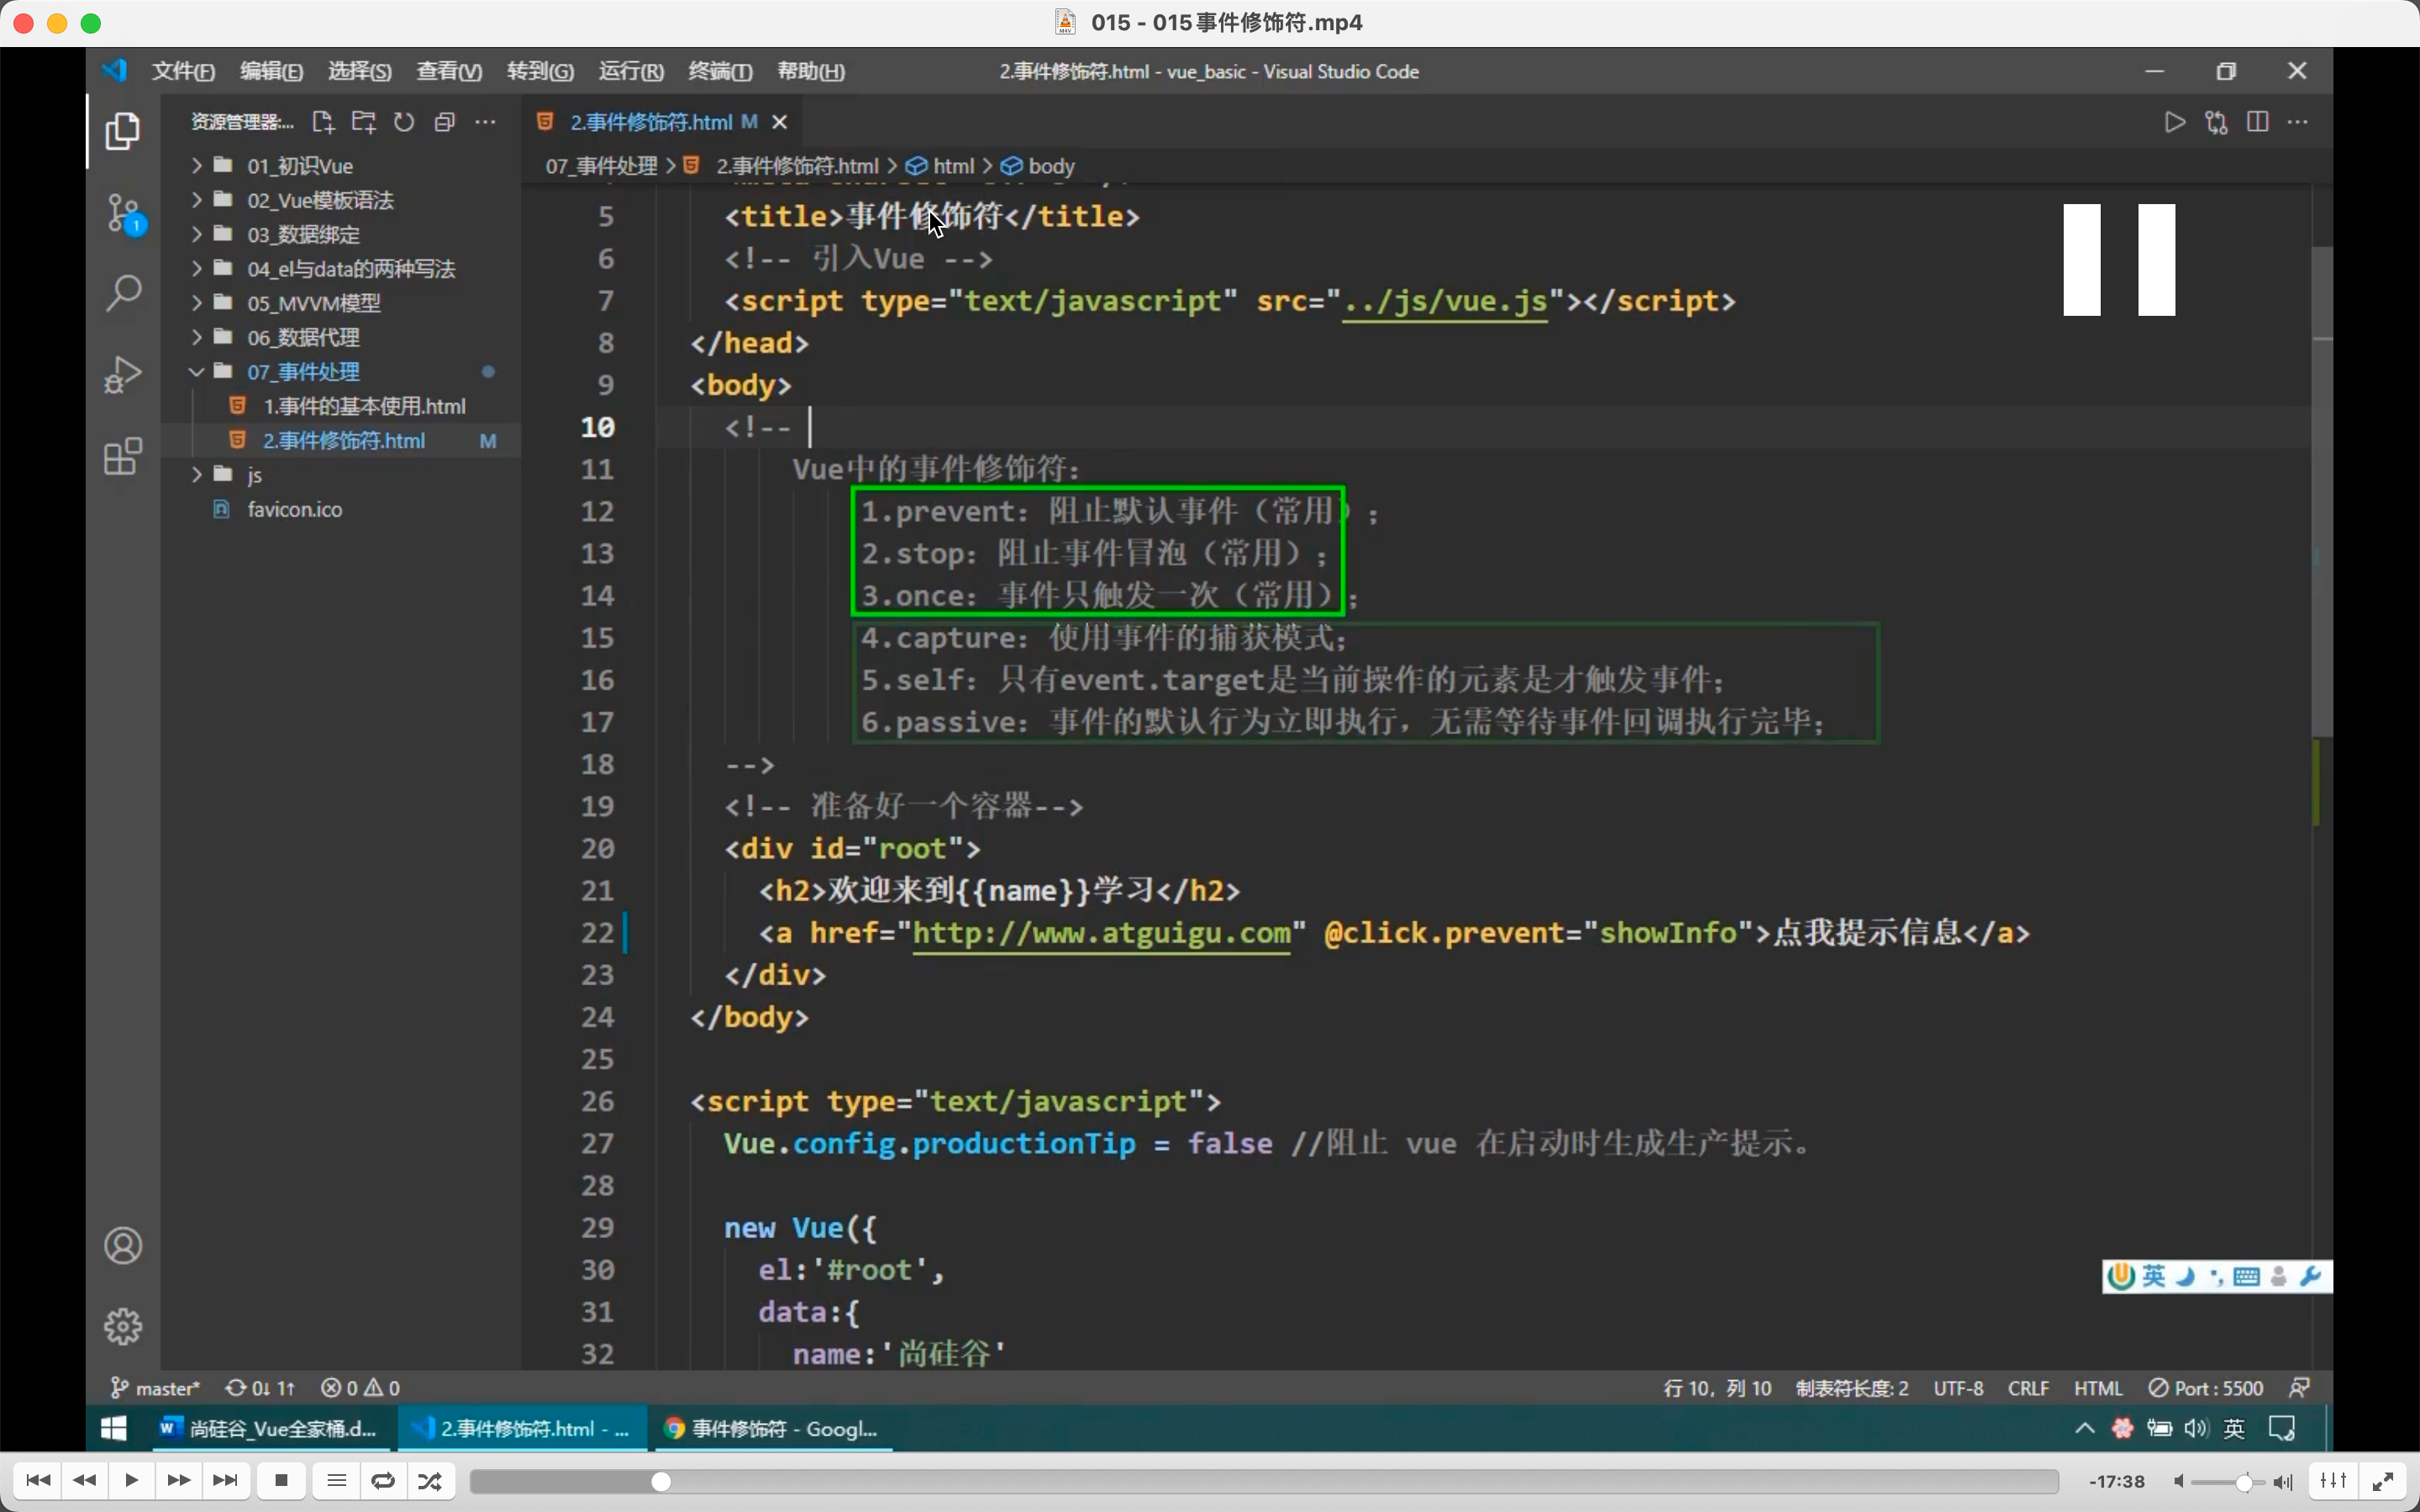 015 - 015事件修饰符.mp4
文件(F) 编辑(E) 选择(S) 查看(V) 转到(G) 运行(R) 终端(T) 帮助(H)
2.事件修饰符.html - vue_basic - Visual Studio Code
资源管理器:...
01_初识Vue
02_Vue模板语法
03_数据绑定
04_el与data的两种写法
05_MVVM模型
06_数据代理
07_事件处理
1.事件的基本使用.html
2.事件修饰符.html M
js
favicon.ico
1
2.事件修饰符.html M
07_事件处理 > 2.事件修饰符.html > html > body
5 <title>事件修饰符</title>
6 <!-- 引入Vue -->
7 <script type="text/javascript" src="../js/vue.js"></script>
8 </head>
9 <body>
10 <!--
11 Vue中的事件修饰符：
12 1.prevent：阻止默认事件（常用）；
13 2.stop：阻止事件冒泡（常用）；
14 3.once：事件只触发一次（常用）；
15 4.capture：使用事件的捕获模式；
16 5.self：只有event.target是当前操作的元素是才触发事件；
17 6.passive：事件的默认行为立即执行，无需等待事件回调执行完毕；
18 -->
19 <!-- 准备好一个容器-->
20 <div id="root">
21 <h2>欢迎来到{{name}}学习</h2>
22 <a href="http://www.atguigu.com" @click.prevent="showInfo">点我提示信息</a>
23 </div>
24 </body>
25
26 <script type="text/javascript">
27 Vue.config.productionTip = false //阻止 vue 在启动时生成生产提示。
28
29 new Vue({
30 el:'#root',
31 data:{
32 name:'尚硅谷'
英
master* 0↓ 1↑ 0 0
行 10，列 10 制表符长度: 2 UTF-8 CRLF HTML Port : 5500
尚硅谷_Vue全家桶.d... 2.事件修饰符.html - ... 事件修饰符 - Googl... 英
-17:38